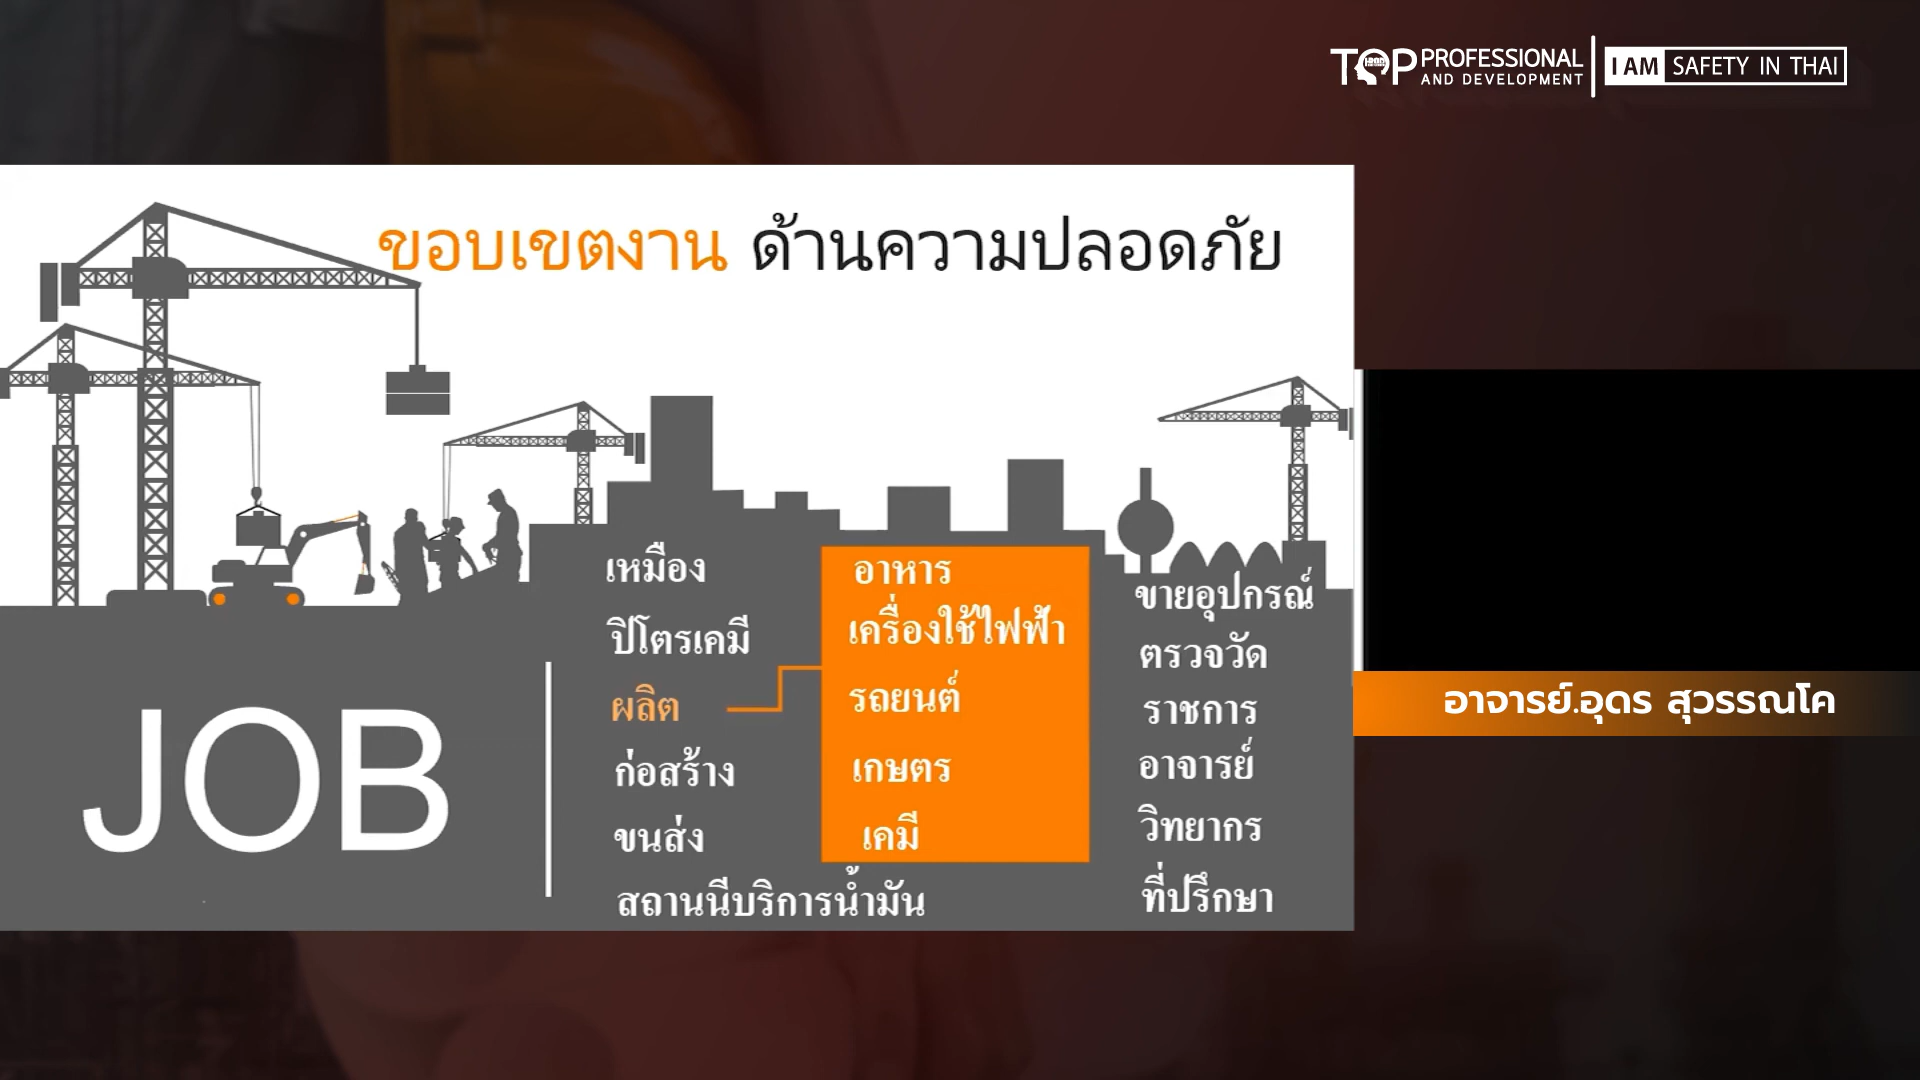 TOP PROFESSIONAL
AND DEVELOPMENT
I AM SAFETY IN THAI
ขอบเขตงาน ด้านความปลอดภัย
JOB
เหมือง
ปิโตรเคมี
ผลิต
ก่อสร้าง
ขนส่ง
สถานนีบริการน้ำมัน
อาหาร
เครื่องใช้ไฟฟ้า
รถยนต์
เกษตร
เคมี
ขายอุปกรณ์
ตรวจวัด
ราชการ
อาจารย์
วิทยากร
ที่ปรึกษา
อาจารย์.อุดร สุวรรณโค